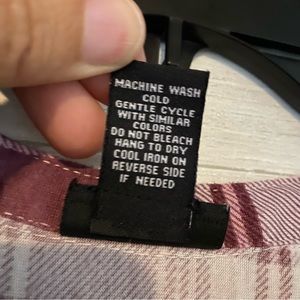 MACHINE WASH
COLD
GENTLE CYCLE
WITH SIMILAR
COLORS
DO NOT BLEACH
HANG TO DRY
COOL IRON ON
REVERSE SIDE
IF NEEDED